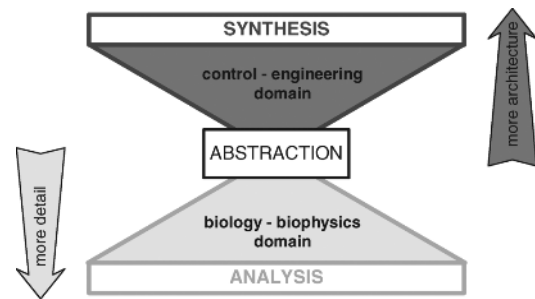 SYNTHESIS
control - engineering
domain
more architecture
ABSTRACTION
more detail
biology - biophysics
domain
ANALYSIS